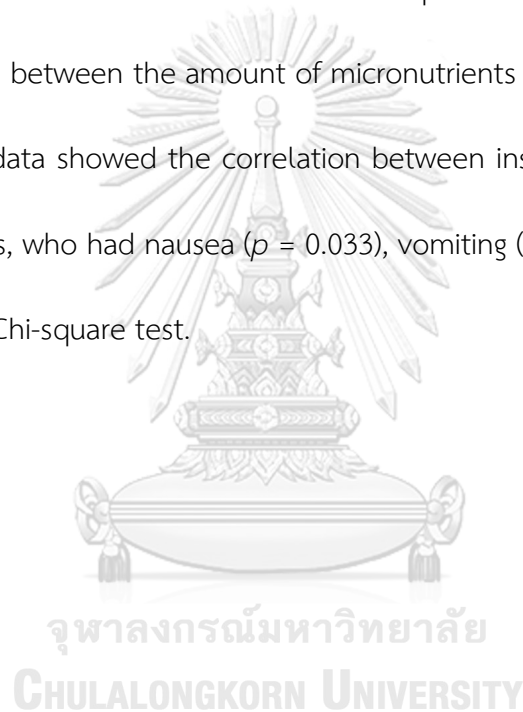 between the amount of micronutrients
data showed the correlation between ins
s, who had nausea (p = 0.033), vomiting (
Chi-square test.
จุฬาลงกรณ์มหาวิทยาลัย
CHULALONGKORN UNIVERSITY